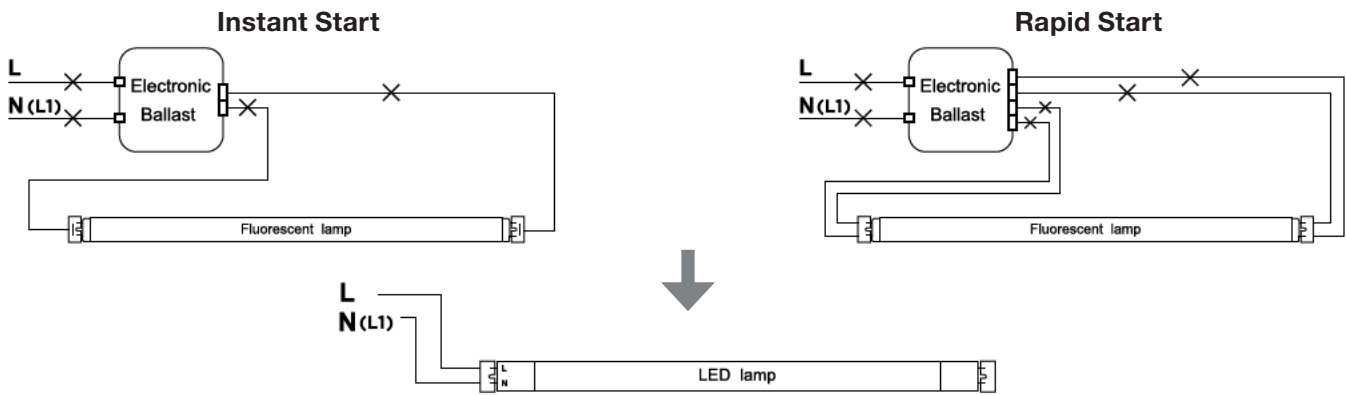 Instant Start
L
N (L1)
Electronic
Ballast
Fluorescent lamp
Rapid Start
L
N (L1)
Electronic
Ballast
Fluorescent lamp
L
N (L1)
L
N
LED lamp